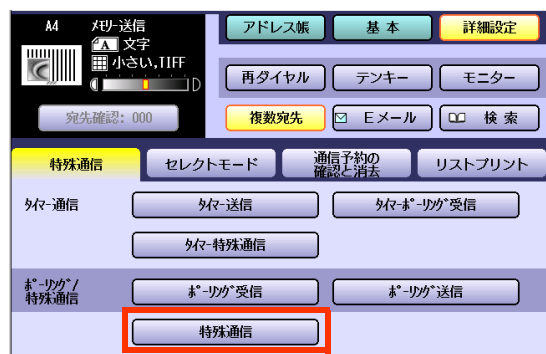 A4 ﾒﾓﾘｰ送信
A 文字
小さい,TIFF
D
宛先確認: 000
アドレス帳 基本 詳細設定
再ダイヤル テンキー モニター
複数宛先 Eメール 検索
特殊通信 セレクトモード 通信予約の
確認と消去 リストプリント
ﾀｲﾏｰ通信 ﾀｲﾏｰ送信 ﾀｲﾏｰﾎﾟｰﾘﾝｸﾞ受信
ﾀｲﾏｰ特殊通信
ﾎﾟｰﾘﾝｸﾞ/
特殊通信 ﾎﾟｰﾘﾝｸﾞ受信 ﾎﾟｰﾘﾝｸﾞ送信
特殊通信